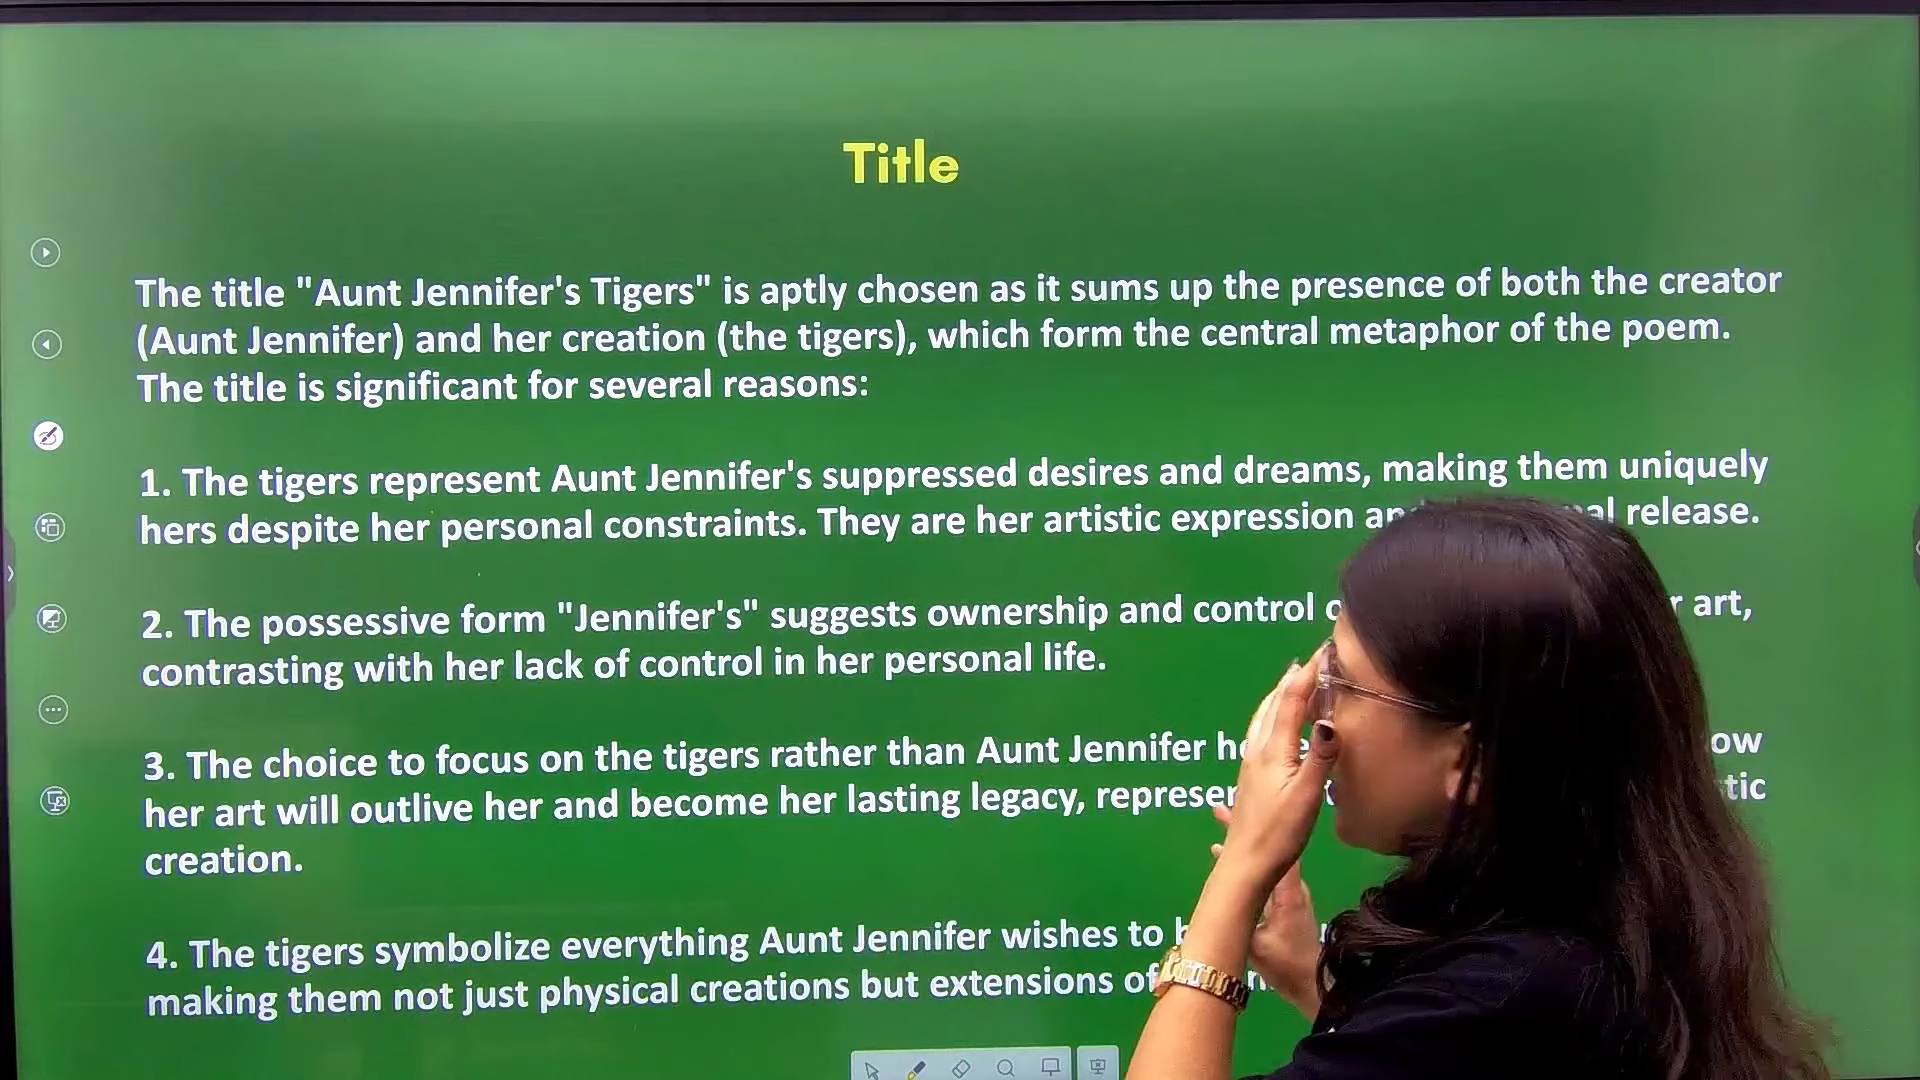 Title
The title "Aunt Jennifer's Tigers" is aptly chosen as it sums up the presence of both the creator
(Aunt Jennifer) and her creation (the tigers), which form the central metaphor of the poem.
The title is significant for several reasons:
1. The tigers represent Aunt Jennifer's suppressed desires and dreams, making them uniquely
hers despite her personal constraints. They are her artistic expression release.
2. The possessive form "Jennifer's" suggests ownership and control art,
contrasting with her lack of control in her personal life.
3. The choice to focus on the tigers rather than Aunt Jennifer
her art will outlive her and become her lasting legacy,
creation.
4. The tigers symbolize everything Aunt Jennifer wishes to
making them not just physical creations but extensions of